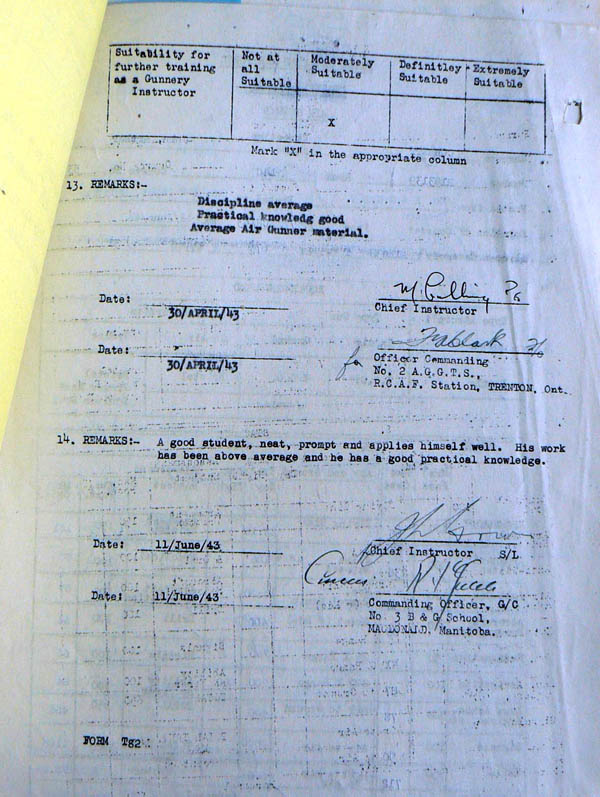 Suitability for further training as a Gunnery Instructor
Not at all Suitable
Moderately Suitable
Definitley Suitable
Extremely Suitable
X
Mark "X" in the appropriate column
13. REMARKS:-
Discipline average
Practical knowledg good
Average Air Gunner material.
Date: 30/APRIL/43
Chief Instructor
Date: 30/APRIL/43
for Officer Commanding
No. 2 A.G.G.T.S.,
R.C.A.F. Station, TRENTON, Ont.
14. REMARKS:- A good student, neat, prompt and applies himself well. His work
has been above average and he has a good practical knowledge.
Date: 11/June/43
Chief Instructor S/L
Date: 11/June/43
Commanding Officer, G/C
No 3 B & G School,
MACDONALD, Manitoba.
FORM T82